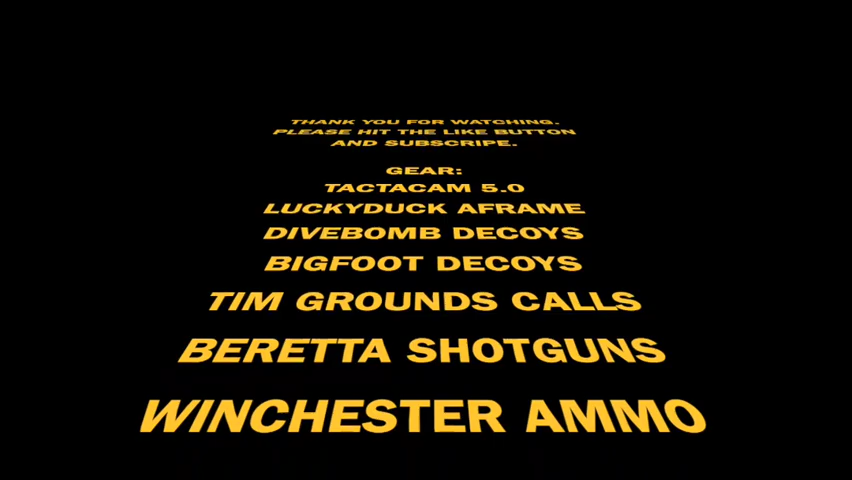 THANK YOU FOR WATCHING.
PLEASE HIT THE LIKE BUTTON
AND SUBSCRIPE.
GEAR:
TACTACAM 5.0
LUCKYDUCK AFRAME
DIVEBOMB DECOYS
BIGFOOT DECOYS
TIM GROUNDS CALLS
BERETTA SHOTGUNS
WINCHESTER AMMO